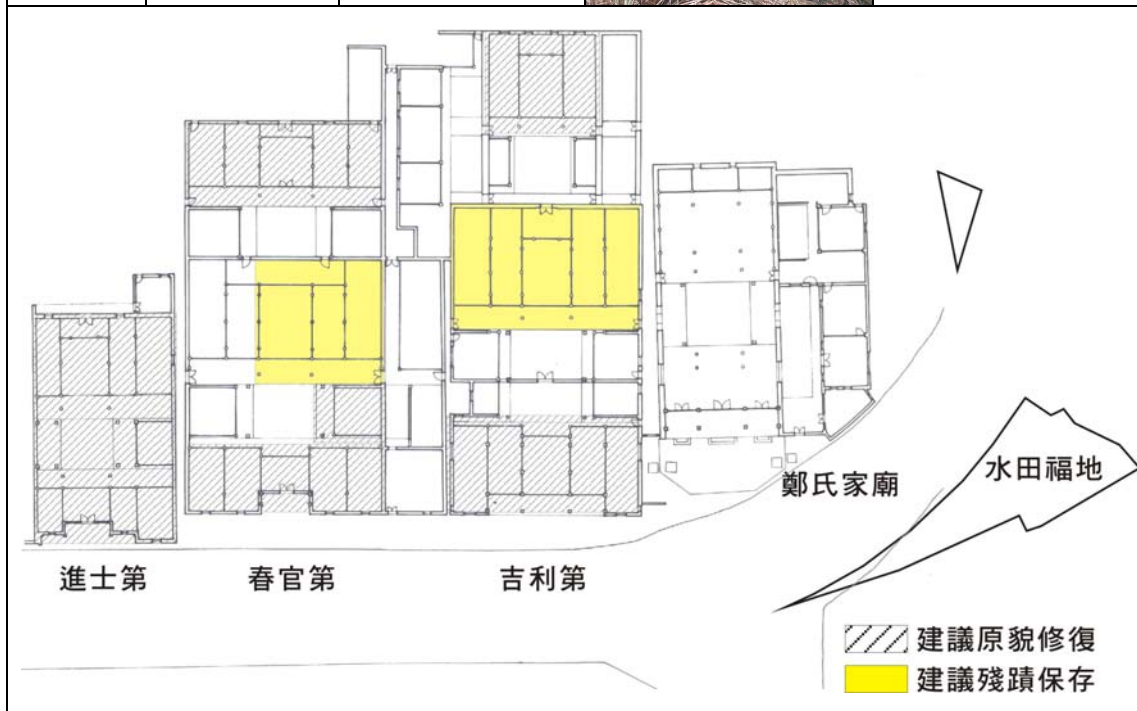 鄭氏家廟
水田福地
進士第
春官第
吉利第
建議原貌修復
建議殘蹟保存